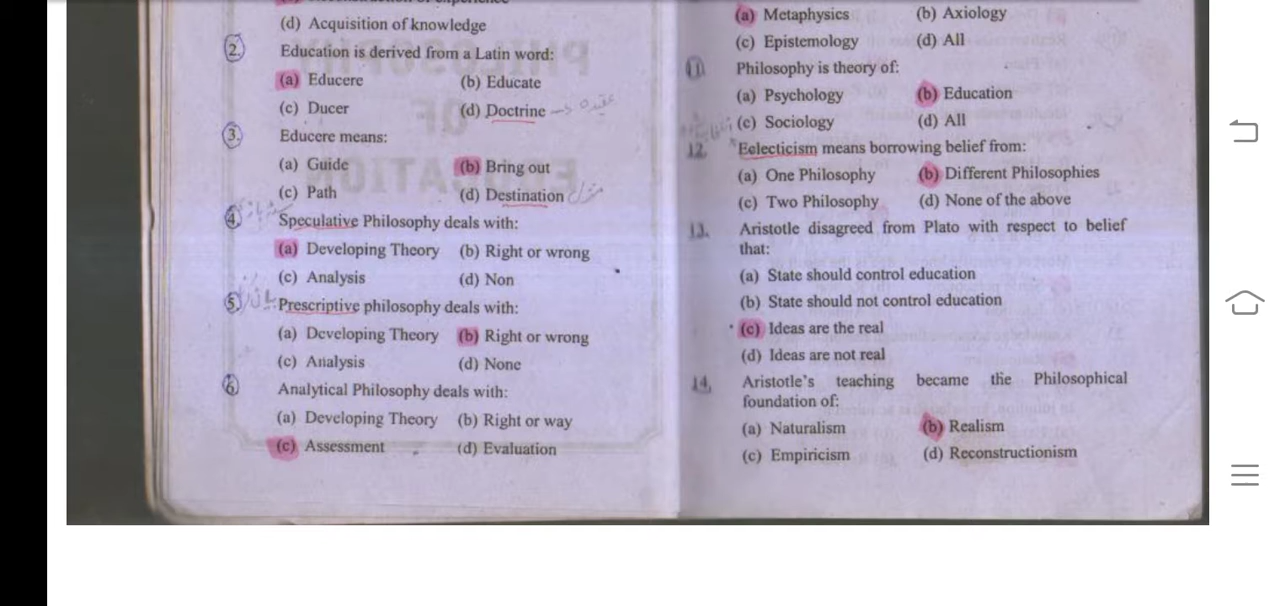 (d) Acquisition of knowledge
2. Education is derived from a Latin word:
(a) Educere (b) Educate
(c) Ducer (d) Doctrine عقیدہ
3. Educere means:
(a) Guide (b) Bring out
(c) Path (d) Destination منزل
4. Speculative Philosophy deals with:
(a) Developing Theory (b) Right or wrong
(c) Analysis (d) Non
5. Prescriptive philosophy deals with:
(a) Developing Theory (b) Right or wrong
(c) Analysis (d) None
6. Analytical Philosophy deals with:
(a) Developing Theory (b) Right or way
(c) Assessment (d) Evaluation
(a) Metaphysics (b) Axiology
(c) Epistemology (d) All
11. Philosophy is theory of:
(a) Psychology (b) Education
(c) Sociology (d) All
12. Eclecticism means borrowing belief from:
(a) One Philosophy (b) Different Philosophies
(c) Two Philosophy (d) None of the above
13. Aristotle disagreed from Plato with respect to belief
that:
(a) State should control education
(b) State should not control education
(c) Ideas are the real
(d) Ideas are not real
14. Aristotle's teaching became the Philosophical
foundation of:
(a) Naturalism (b) Realism
(c) Empiricism (d) Reconstructionism